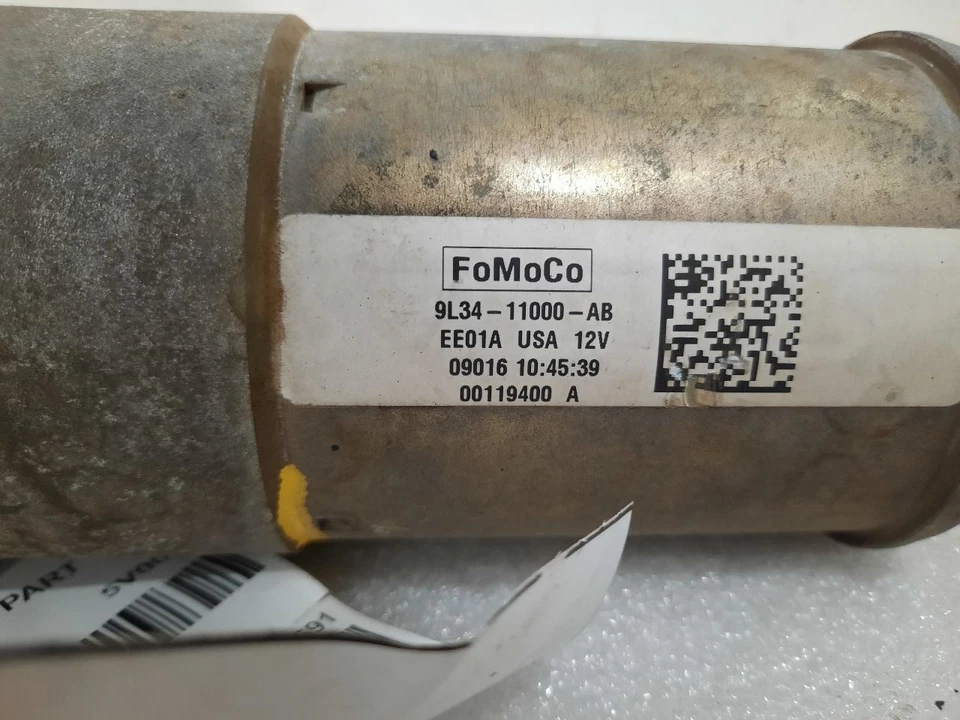 FoMoCo
9L34-11000-AB
EE01A USA 12V
09016 10:45:39
00119400 A
PART